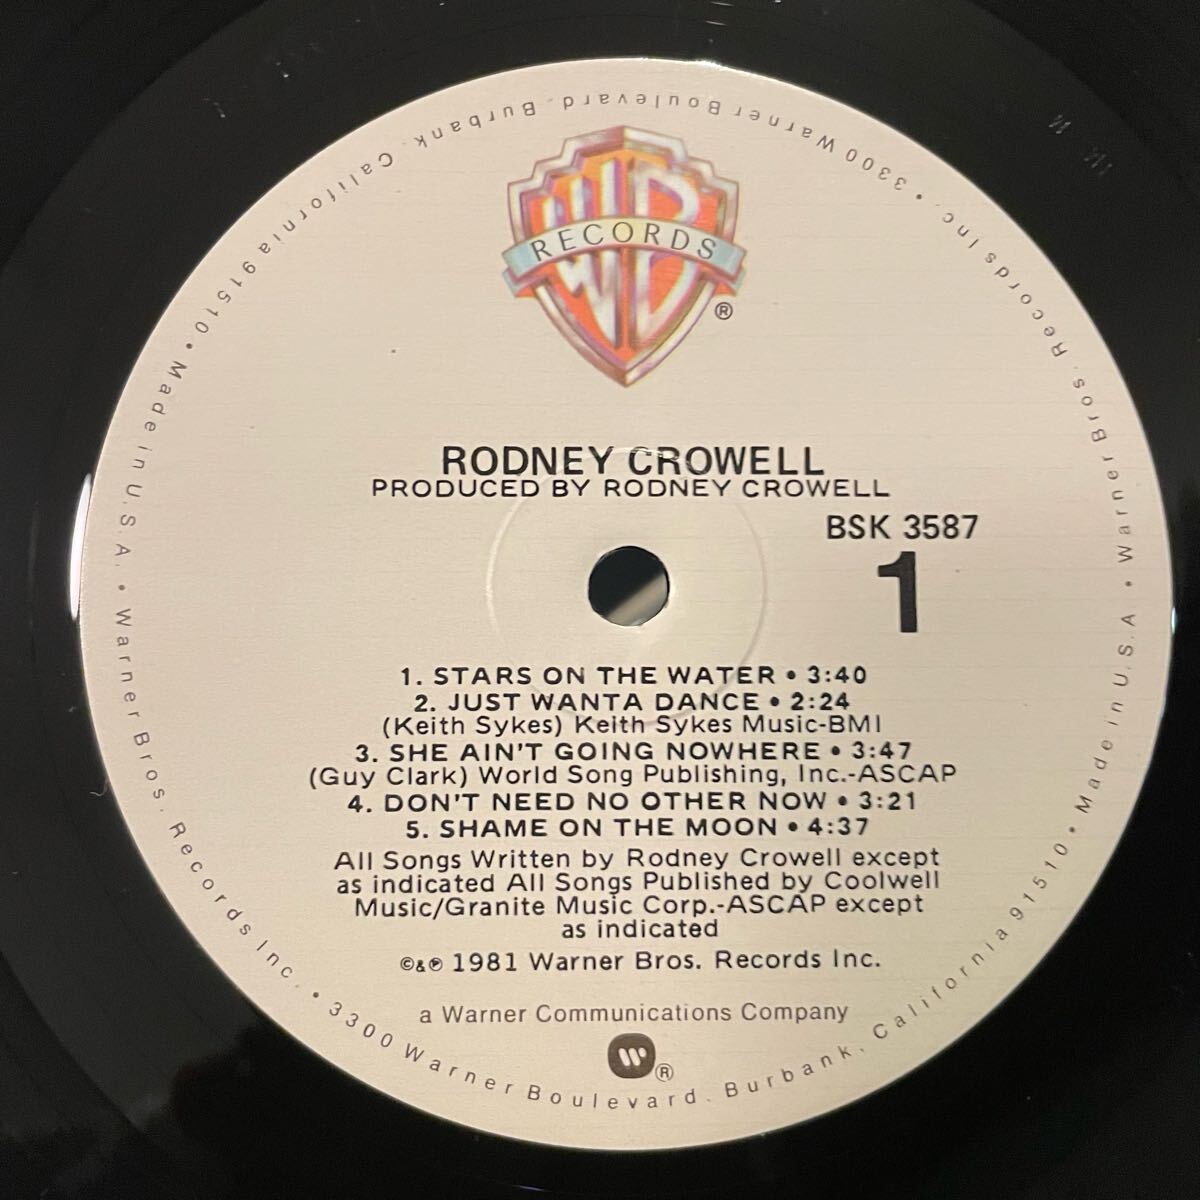 WB
RECORDS
®
RODNEY CROWELL
PRODUCED BY RODNEY CROWELL
BSK 3587
1
1. STARS ON THE WATER • 3:40
2. JUST WANTA DANCE • 2:24
(Keith Sykes) Keith Sykes Music-BMI
3. SHE AIN'T GOING NOWHERE • 3:47
(Guy Clark) World Song Publishing, Inc.-ASCAP
4. DON'T NEED NO OTHER NOW • 3:21
5. SHAME ON THE MOON • 4:37
All Songs Written by Rodney Crowell except
as indicated All Songs Published by Coolwell
Music/Granite Music Corp.-ASCAP except
as indicated
©&℗ 1981 Warner Bros. Records Inc.
a Warner Communications Company
W ®
Warner Bros. Records Inc. • 3300 Warner Boulevard. Burbank. California 91510 • Made in U.S.A. • Warner Bros. Records Inc. • 3300 Warner Boulevard. Burbank. California 91510 • Made in U.S.A •